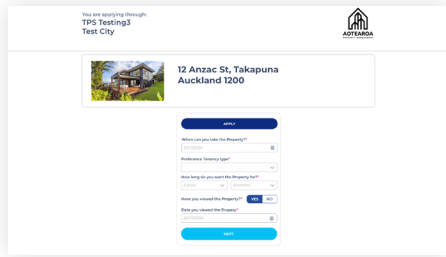 You are applying through:
TPS Testing3
Test City
AOTEAROA
12 Anzac St, Takapuna
Auckland 1200
APPLY
When can you take the Property?*
Preference Tenancy type*
How long do you want the Property for?*
Have you viewed the Property?*
YES NO
Date you viewed the Propery*
NEXT